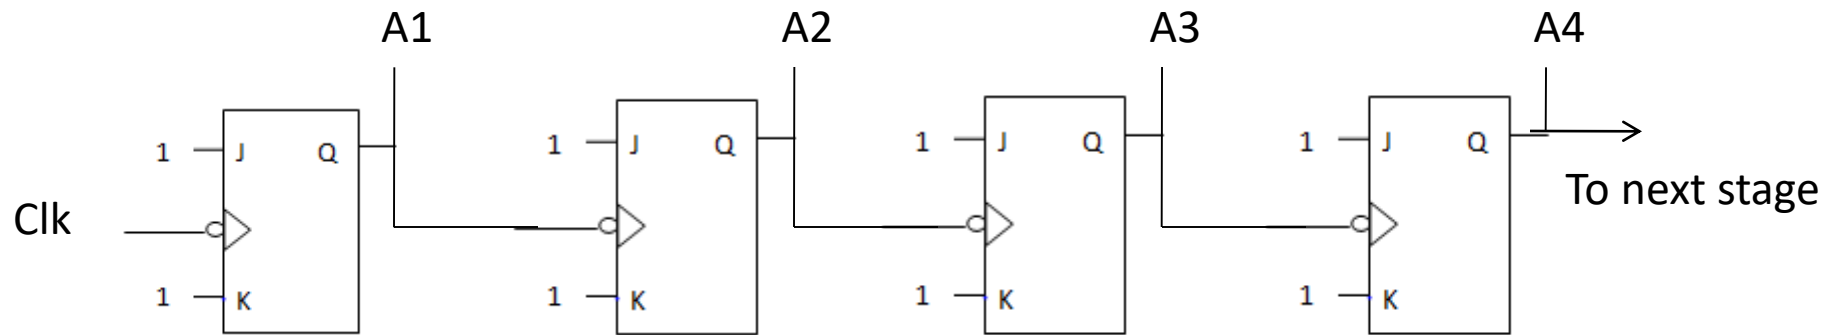 A1 A2 A3 A4
1 J Q 1 J Q 1 J Q 1 J Q
To next stage
Clk
1 K 1 K 1 K 1 K